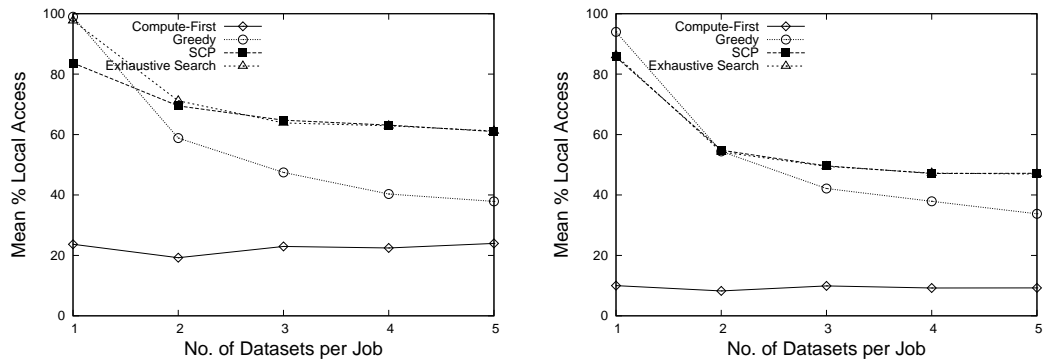 Mean % Local Access
100
80
60
40
20
0
Compute-First
Greedy
SCP
Exhaustive Search
1 2 3 4 5
No. of Datasets per Job
Mean % Local Access
100
80
60
40
20
0
Compute-First
Greedy
SCP
Exhaustive Search
1 2 3 4 5
No. of Datasets per Job